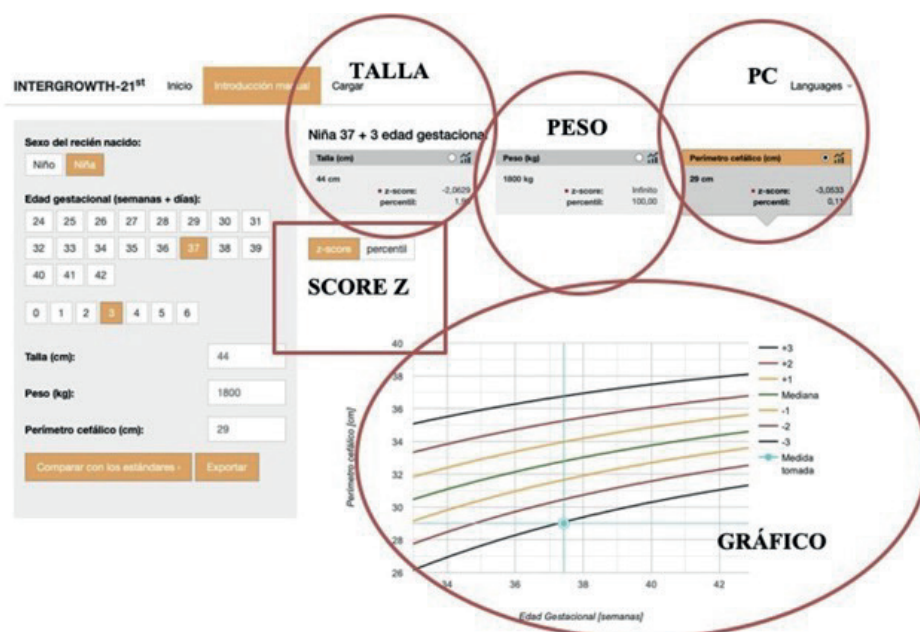 TALLA
PC
INTERGROWTH-21st
Inicio
Introducción manual
Cargar
Languages
PESO
Niña 37 + 3 edad gestacional
Sexo del recién nacido:
Niño Niña
Talla (cm)
44 cm
z-score: -2,0629
percentil:
Peso (kg)
1800 kg
z-score: Infinito
percentil: 100,00
Perímetro cefálico (cm)
29 cm
z-score: -3,0533
percentil: 0,11
Edad gestacional (semanas + días):
24 25 26 27 28 29 30 31
32 33 34 35 36 37 38 39
40 41 42
0 1 2 3 4 5 6
z-score percentil
SCORE Z
Talla (cm): 44
Peso (kg): 1800
Perímetro cefálico (cm): 29
Comparar con los estándares ›
Exportar
40
38
36
34
32
30
28
26
Perímetro cefálico [cm]
34 36 38 40 42
Edad Gestacional [semanas]
+3
+2
+1
Mediana
-1
-2
-3
Medida
tomada
GRÁFICO